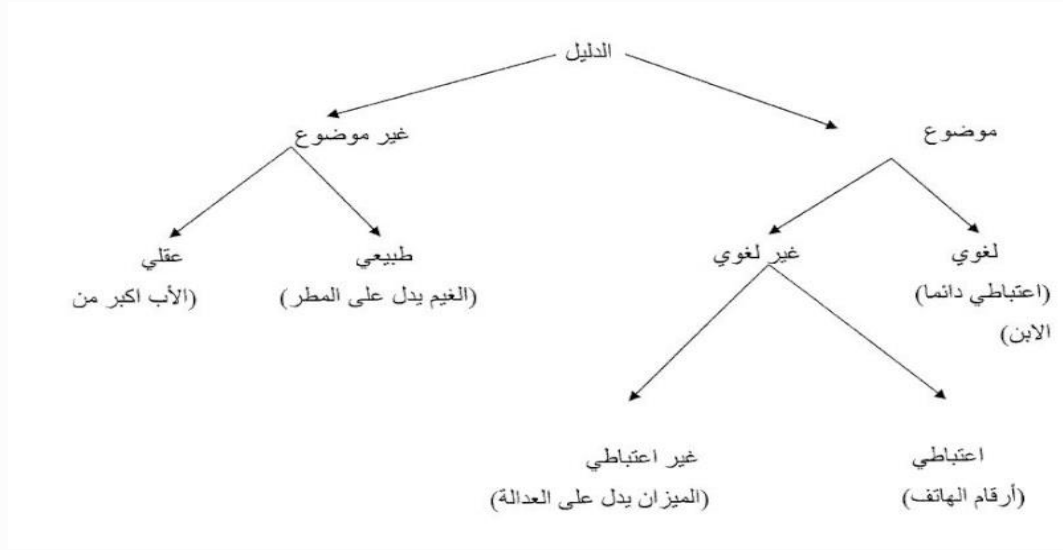 الدليل
موضوع
غير موضوع
لغوي
غير لغوي
طبيعي
عقلي
(اعتباطي دائما
(الغيم يدل على المطر)
(الأب اكبر من
الابن)
اعتباطي
غير اعتباطي
(أرقام الهاتف)
(الميزان يدل على العدالة)